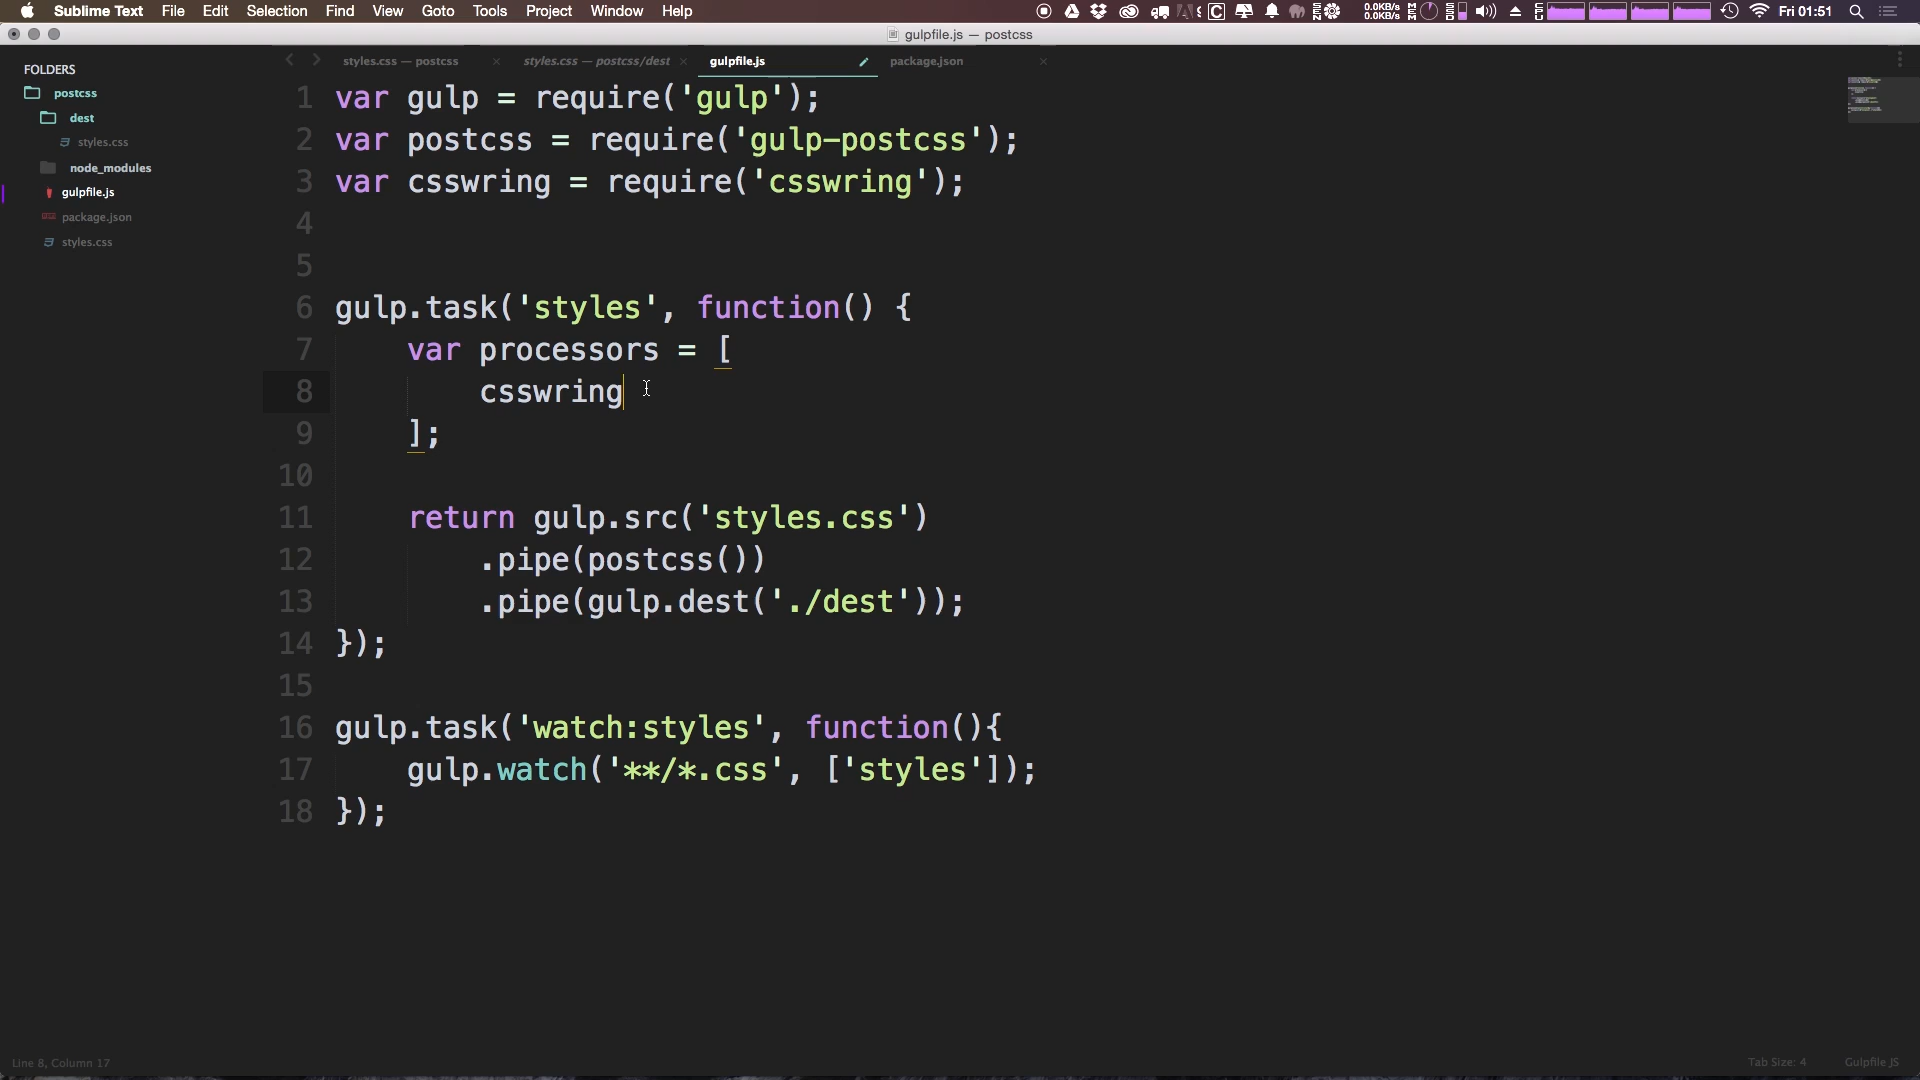 Sublime Text File Edit Selection Find View Goto Tools Project Window Help 0.0KB/s 0.0KB/s Fri 01:51
gulpfile.js — postcss
FOLDERS
postcss
dest
styles.css
node_modules
gulpfile.js
package.json
styles.css
styles.css — postcss styles.css — postcss/dest gulpfile.js package.json
1 var gulp = require('gulp');
2 var postcss = require('gulp-postcss');
3 var csswring = require('csswring');
4
5
6 gulp.task('styles', function() {
7 var processors = [
8 csswring
9 ];
10
11 return gulp.src('styles.css')
12 .pipe(postcss())
13 .pipe(gulp.dest('./dest'));
14 });
15
16 gulp.task('watch:styles', function(){
17 gulp.watch('**/*.css', ['styles']);
18 });
Line 8, Column 17 Tab Size: 4 Gulpfile JS